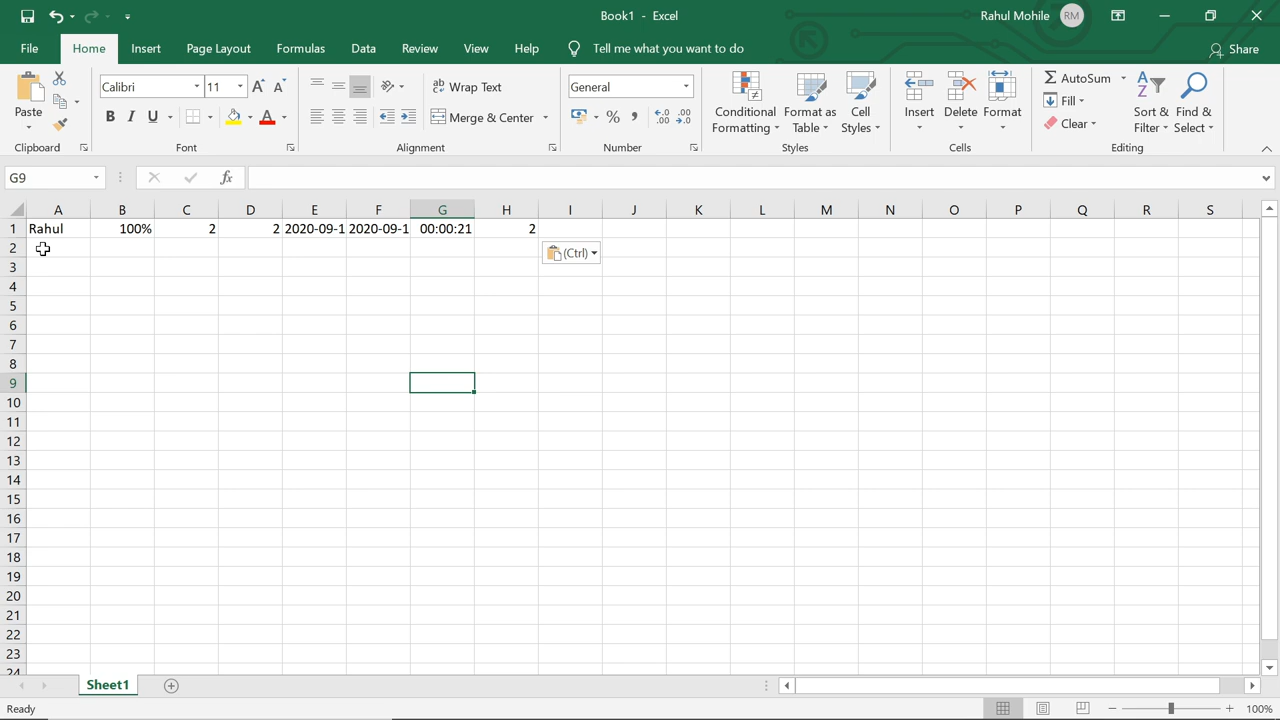 Book1 - Excel
Rahul Mohile
RM
File
Home
Insert
Page Layout
Formulas
Data
Review
View
Help
Tell me what you want to do
Share
Paste
Clipboard
Calibri
11
B I U
A
Font
ab
Wrap Text
Merge & Center
Alignment
General
%
Number
Conditional
Formatting
Format as
Table
Cell
Styles
Styles
Insert
Delete
Format
Cells
AutoSum
Fill
Clear
Sort &
Filter
Find &
Select
Editing
G9
fx
A B C D E F G H I J K L M N O P Q R S
1 Rahul 100% 2 2 2020-09-1 2020-09-1 00:00:21 2
2
(Ctrl)
3
4
5
6
7
8
9
10
11
12
13
14
15
16
17
18
19
20
21
22
23
24
Sheet1
Ready
100%